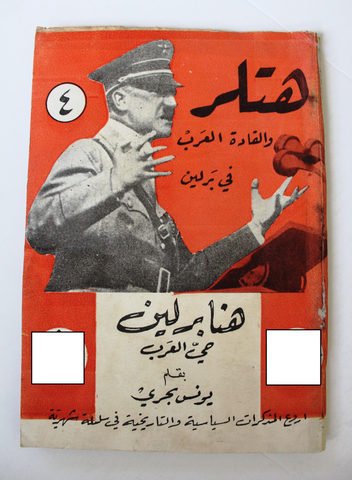 ٤
هتلر
والقادة العرب
في برلين
هنا برلين
حيّ العرب
بقلم
يونس بحري
اروع المذكرات السياسية والتاريخية في سلسلة شهرية